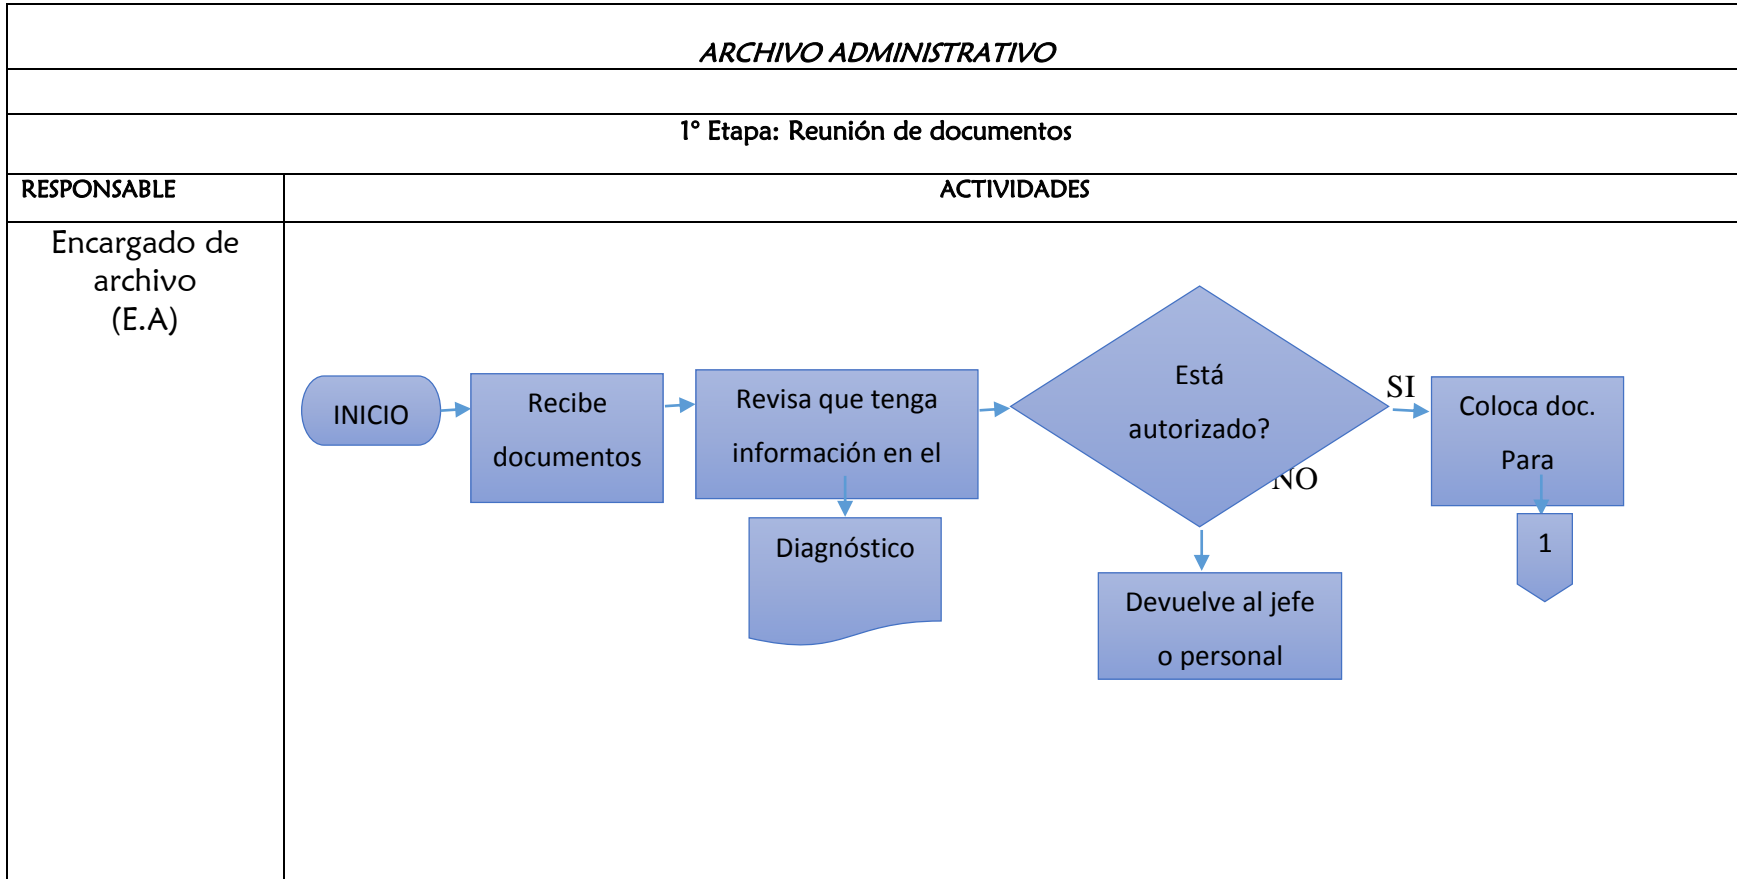 ARCHIVO ADMINISTRATIVO
1° Etapa: Reunión de documentos
RESPONSABLE
ACTIVIDADES
Encargado de
archivo
(E.A)
INICIO
Recibe
documentos
Revisa que tenga
información en el
Diagnóstico
Está
autorizado?
SI
NO
Devuelve al jefe
o personal
Coloca doc.
Para
1